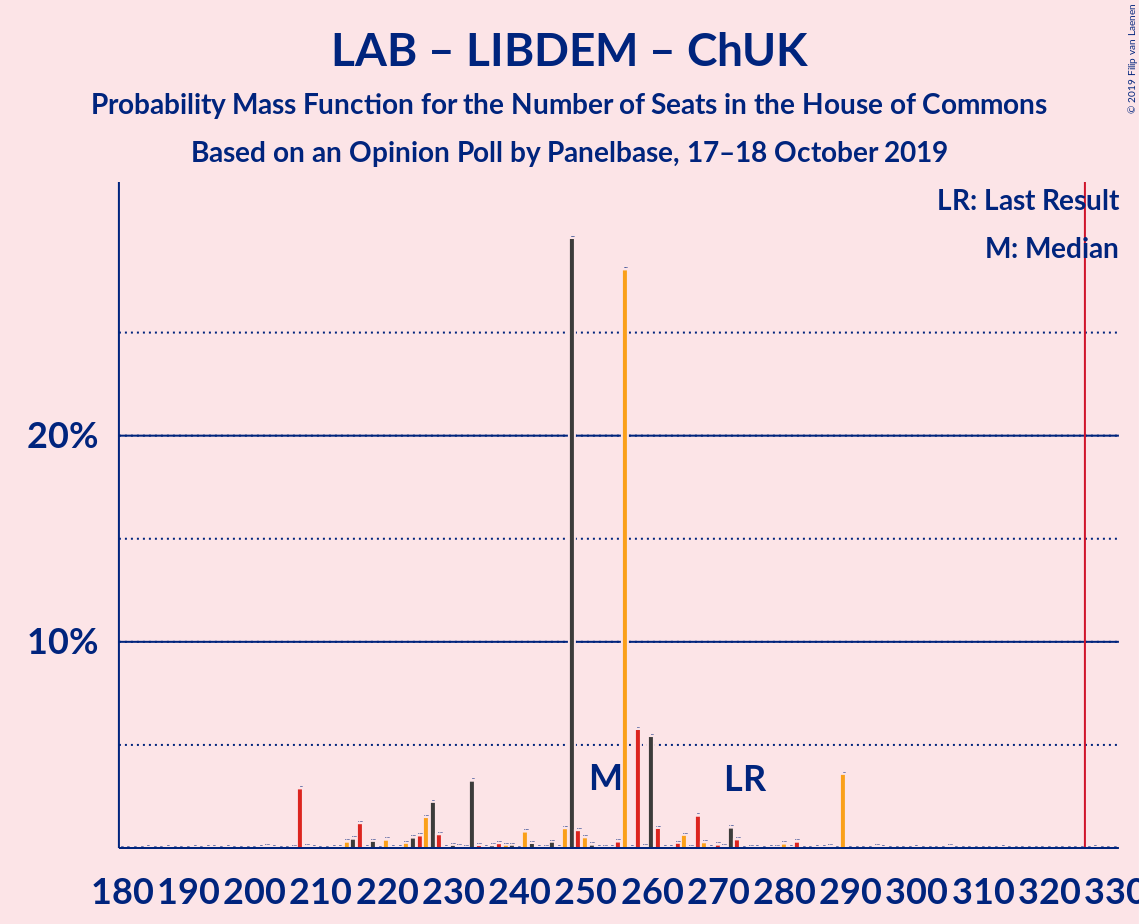 LAB – LIBDEM – ChUK
Probability Mass Function for the Number of Seats in the House of Commons
Based on an Opinion Poll by Panelbase, 17–18 October 2019
© 2019 Filip van Laenen
LR: Last Result
M: Median
20%
10%
M
LR
180 190 200 210 220 230 240 250 260 270 280 290 300 310 320 330